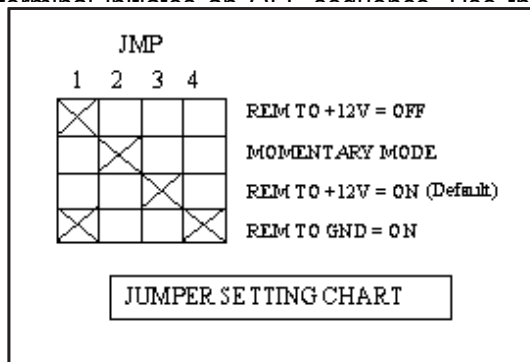 JMP
1 2 3 4
REM TO +12V = OFF
MOMENTARY MODE
REM TO +12V = ON (Default)
REM TO GND = ON
JUMPER SETTING CHART